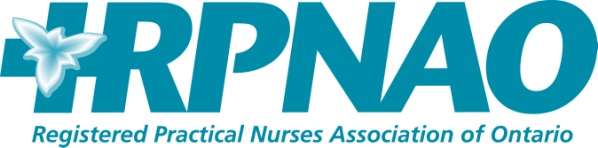 RPNAO
Registered Practical Nurses Association of Ontario